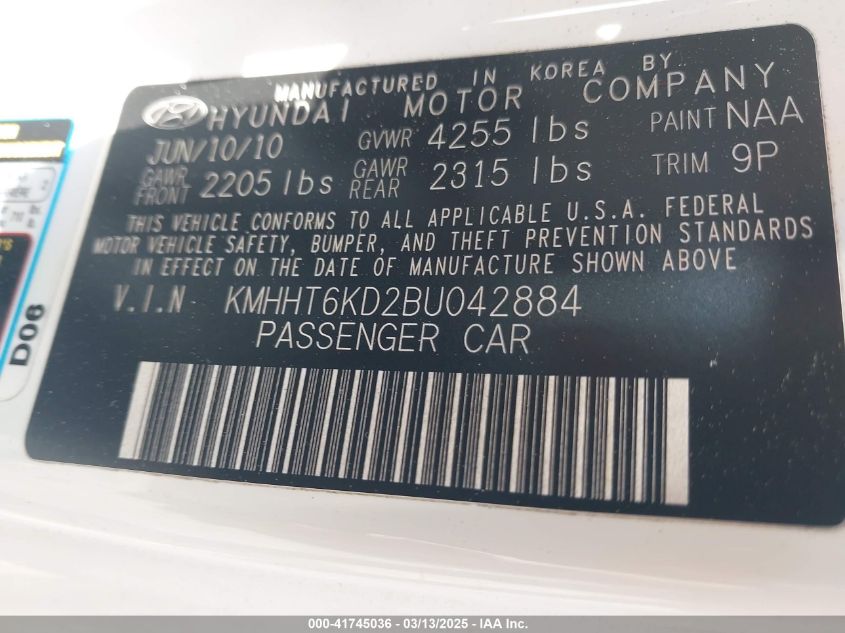 MANUFACTURED IN KOREA BY
HYUNDAI MOTOR COMPANY
JUN/10/10 GVWR 4255 lbs PAINT NAA
GAWR FRONT 2205 lbs GAWR REAR 2315 lbs TRIM 9P
THIS VEHICLE CONFORMS TO ALL APPLICABLE U.S.A. FEDERAL
MOTOR VEHICLE SAFETY, BUMPER, AND THEFT PREVENTION STANDARDS
IN EFFECT ON THE DATE OF MANUFACTURE SHOWN ABOVE
V.I.N KMHHT6KD2BU042884
PASSENGER CAR
D06
000-41745036 - 03/13/2025 - IAA Inc.